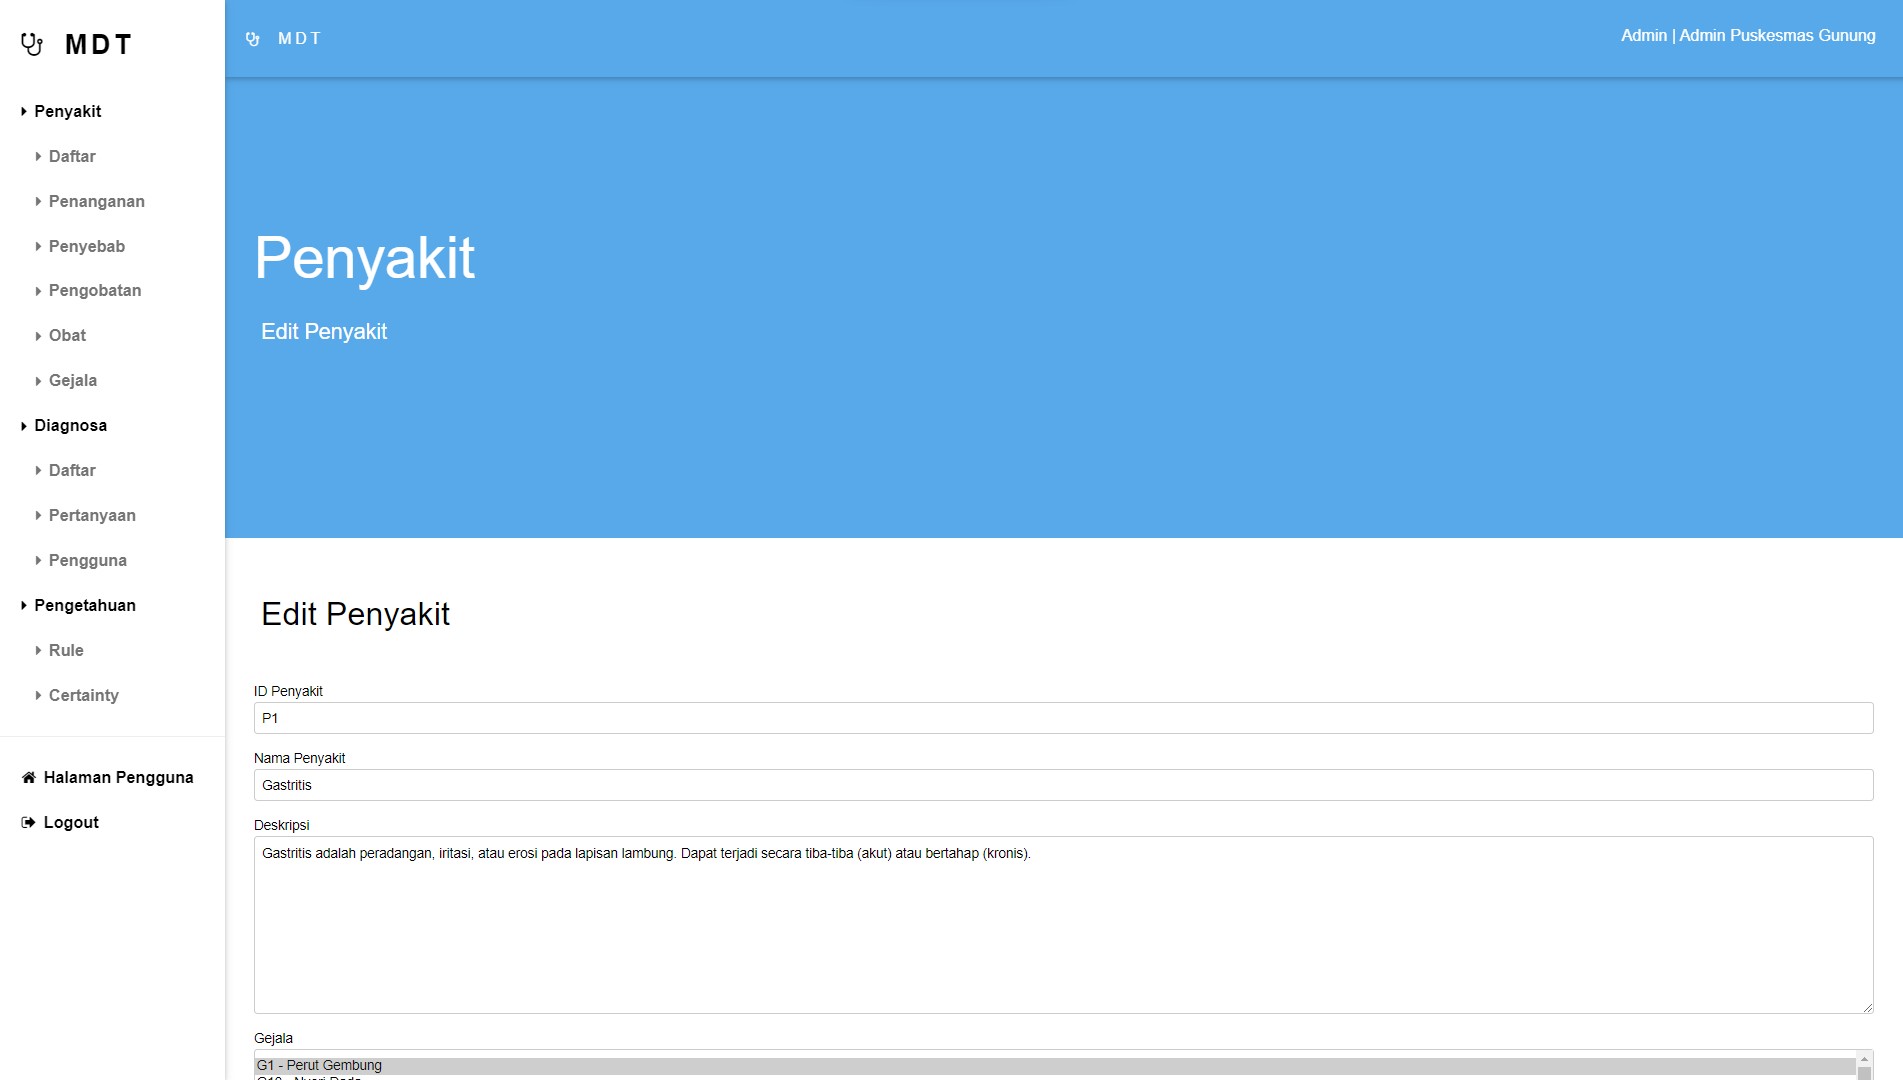 MDT
Penyakit
Daftar
Penanganan
Penyebab
Pengobatan
Obat
Gejala
Diagnosa
Daftar
Pertanyaan
Pengguna
Pengetahuan
Rule
Certainty
Halaman Pengguna
Logout
MDT
Admin | Admin Puskesmas Gunung
Penyakit
Edit Penyakit
Edit Penyakit
ID Penyakit
P1
Nama Penyakit
Gastritis
Deskripsi
Gastritis adalah peradangan, iritasi, atau erosi pada lapisan lambung. Dapat terjadi secara tiba-tiba (akut) atau bertahap (kronis).
Gejala
G1 - Perut Gembung